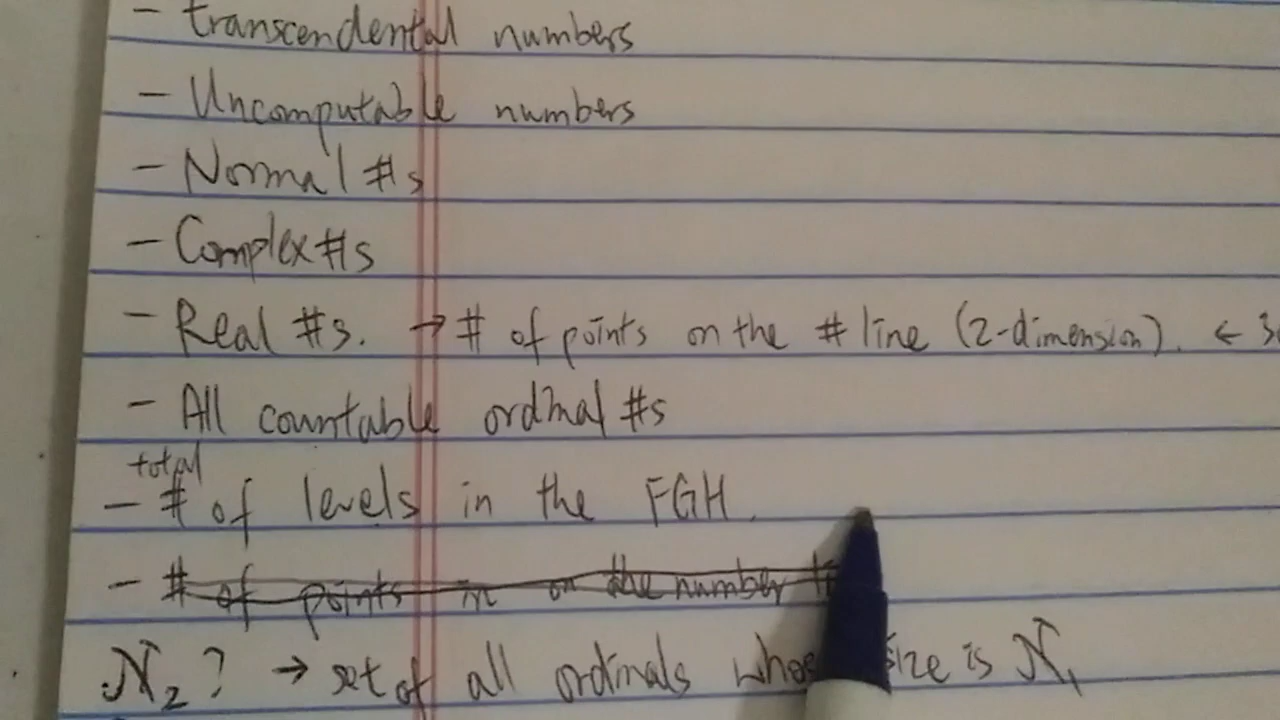 - transcendental numbers
- Uncomputable numbers
- Normal #s
- Complex #s
- Real #s. → # of points on the # line (2-dimension). ←
- All countable ordinal #s
total
- # of levels in the FGH.
- # of points in on the number
ℵ₂? → set of all ordinals whose size is ℵ₁